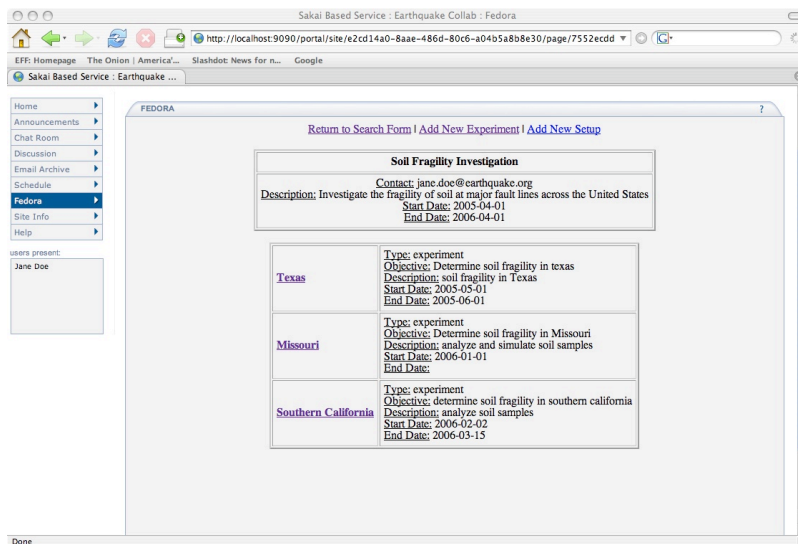 Sakai Based Service : Earthquake Collab : Fedora
http://localhost:9090/portal/site/e2cd14a0-8aae-486d-80c6-a04b5a8b8e30/page/7552ecdd
EFF: Homepage The Onion | America'... Slashdot: News for n... Google
Sakai Based Service : Earthquake ...
Home
Announcements
Chat Room
Discussion
Email Archive
Schedule
Fedora
Site Info
Help
users present:
Jane Doe
FEDORA ?
Return to Search Form | Add New Experiment | Add New Setup
Soil Fragility Investigation
Contact: jane.doe@earthquake.org
Description: Investigate the fragility of soil at major fault lines across the United States
Start Date: 2005-04-01
End Date: 2006-04-01
Texas
Type: experiment
Objective: Determine soil fragility in texas
Description: soil fragility in Texas
Start Date: 2005-05-01
End Date: 2005-06-01
Missouri
Type: experiment
Objective: Determine soil fragility in Missouri
Description: analyze and simulate soil samples
Start Date: 2006-01-01
End Date:
Southern California
Type: experiment
Objective: determine soil fragility in southern california
Description: analyze soil samples
Start Date: 2006-02-02
End Date: 2006-03-15
Done